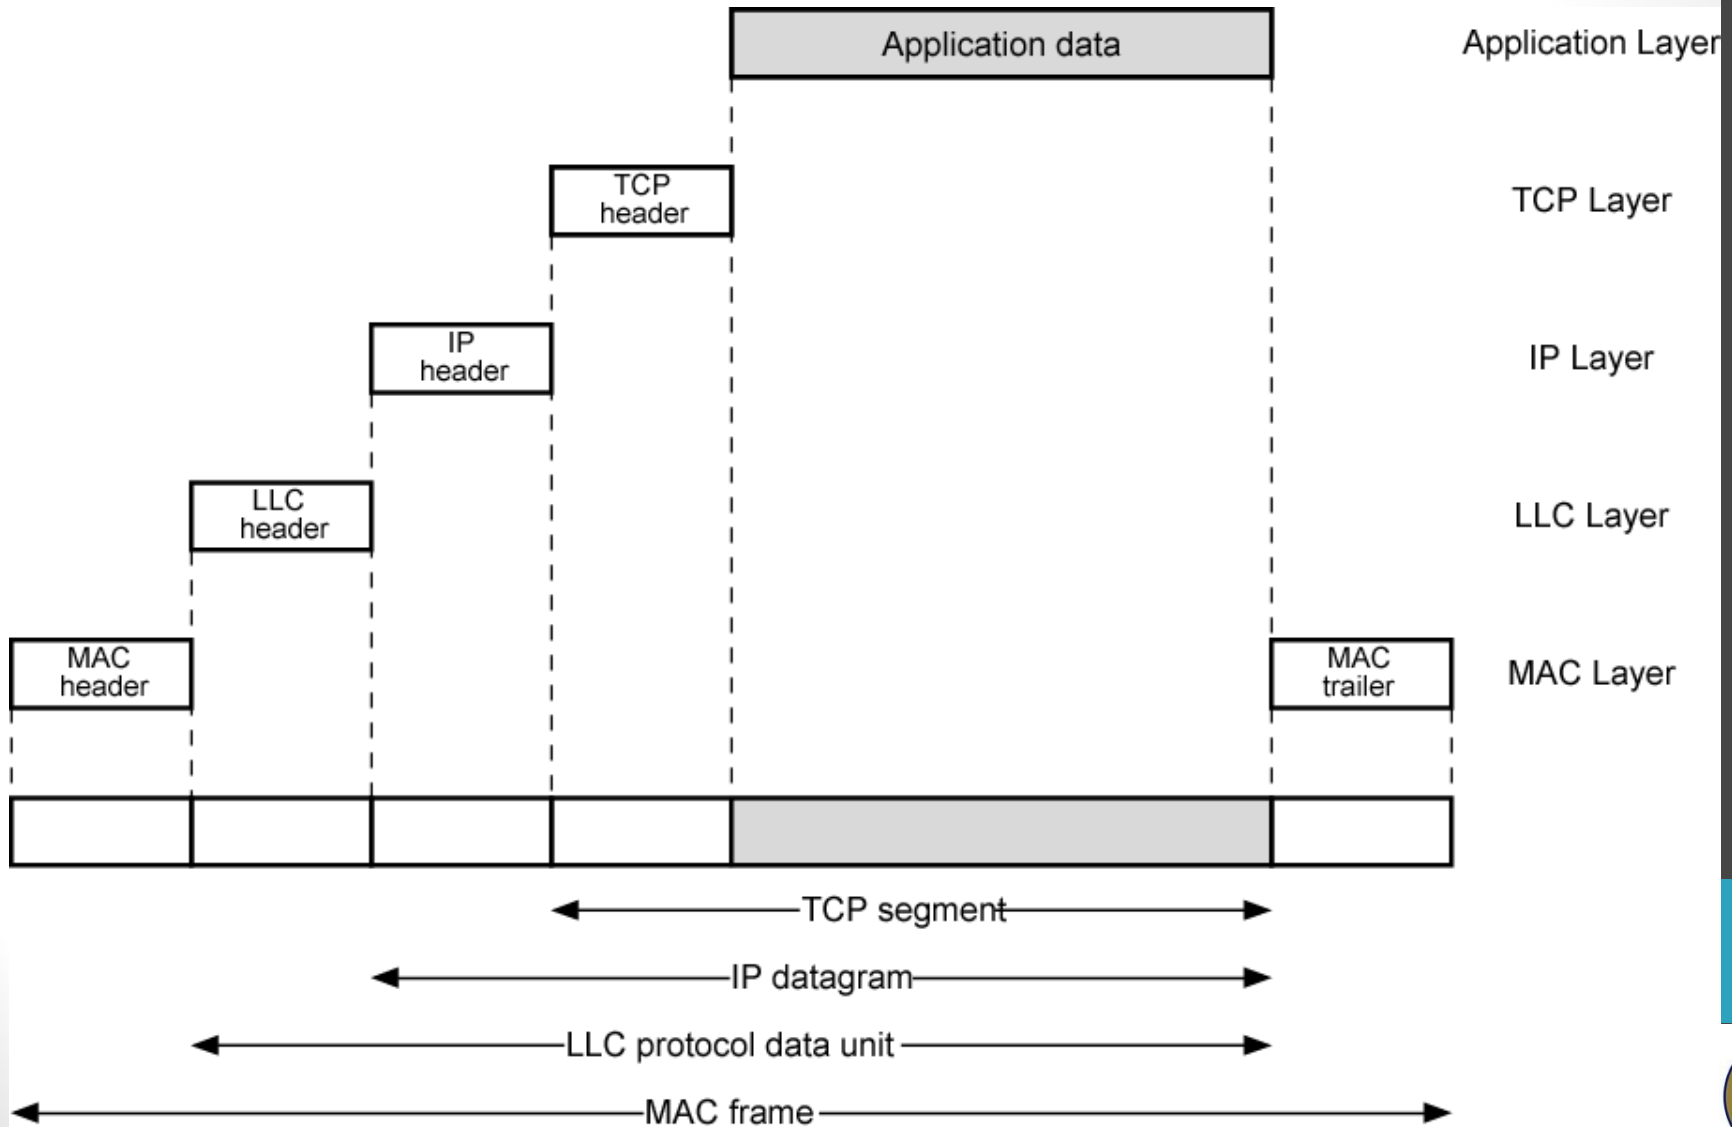 Application data
Application Layer
TCP
header
TCP Layer
IP
header
IP Layer
LLC
header
LLC Layer
MAC
header
MAC
trailer
MAC Layer
TCP segment
IP datagram
LLC protocol data unit
MAC frame